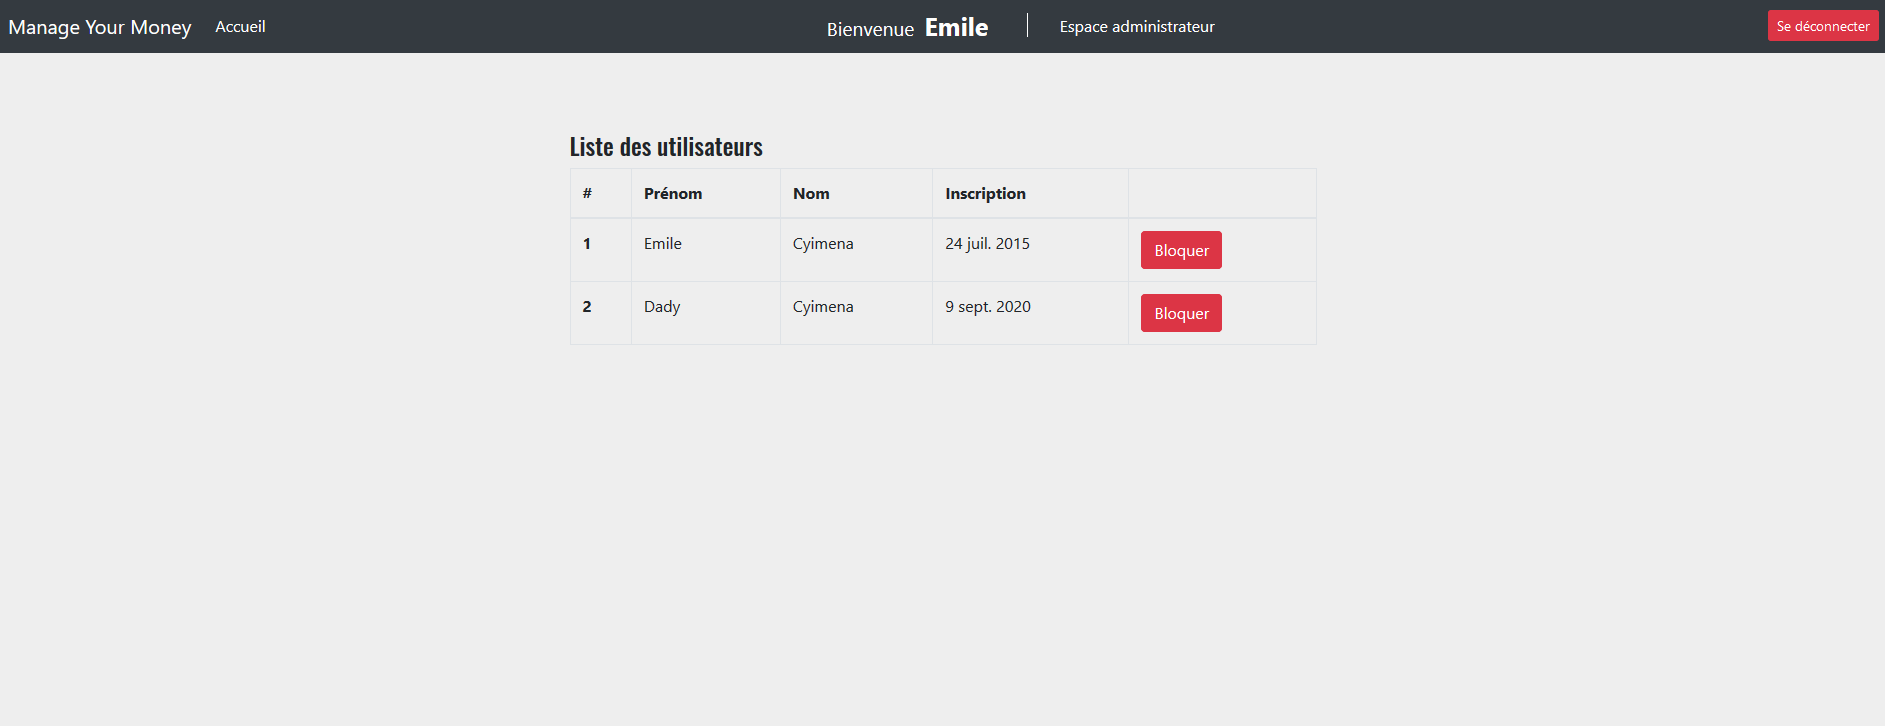 Manage Your Money Accueil Bienvenue Emile Espace administrateur Se déconnecter
Liste des utilisateurs
# Prénom Nom Inscription
1 Emile Cyimena 24 juil. 2015 Bloquer
2 Dady Cyimena 9 sept. 2020 Bloquer